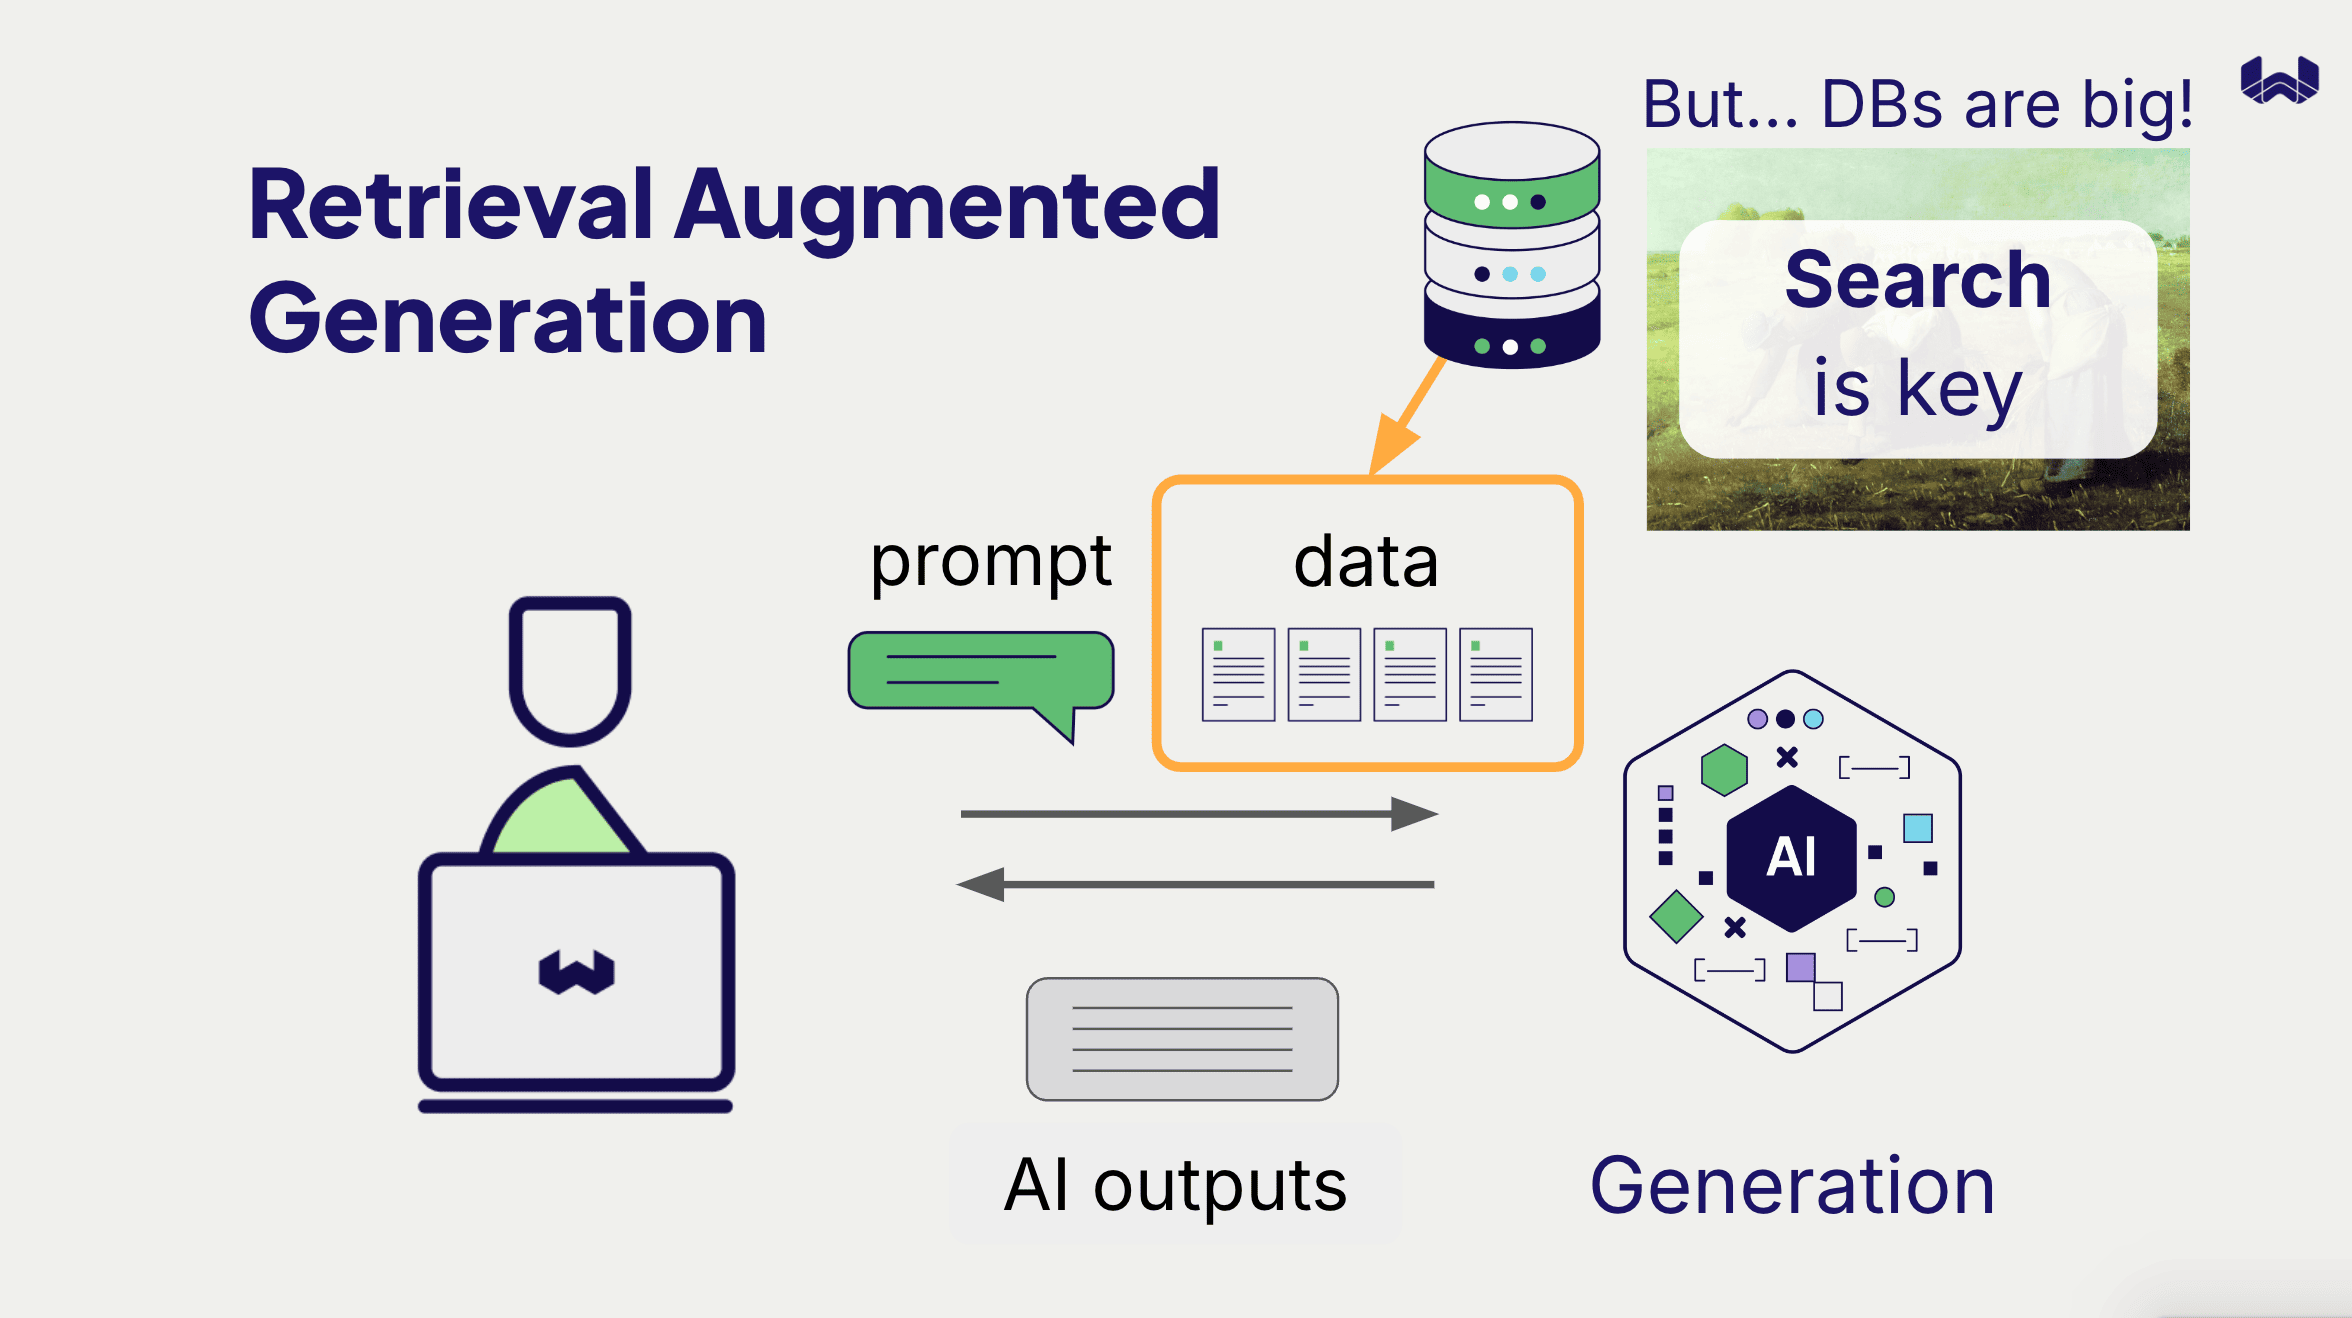 Retrieval Augmented
Generation
But... DBs are big!
Search
is key
prompt
data
AI
AI outputs
Generation